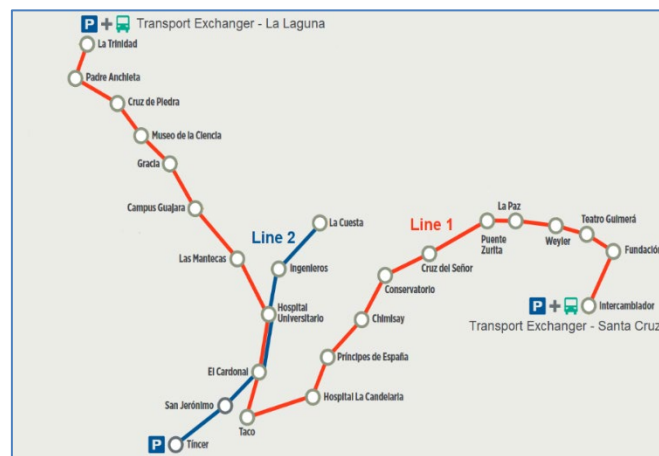 P + Transport Exchanger - La Laguna
La Trinidad
Padre Anchieta
Cruz de Piedra
Museo de la Ciencia
Gracia
Campus Guajara
Las Mantecas
Line 2
La Cuesta
Ingenieros
Hospital
Universitario
El Cardonal
San Jerónimo
P
Tíncer
Taco
Hospital La Candelaria
Príncipes de España
Chimisay
Conservatorio
Cruz del Señor
Line 1
Puente
Zurita
La Paz
Weyler
Teatro Guimerá
Fundación
Intercambiador
P +
Transport Exchanger - Santa Cruz